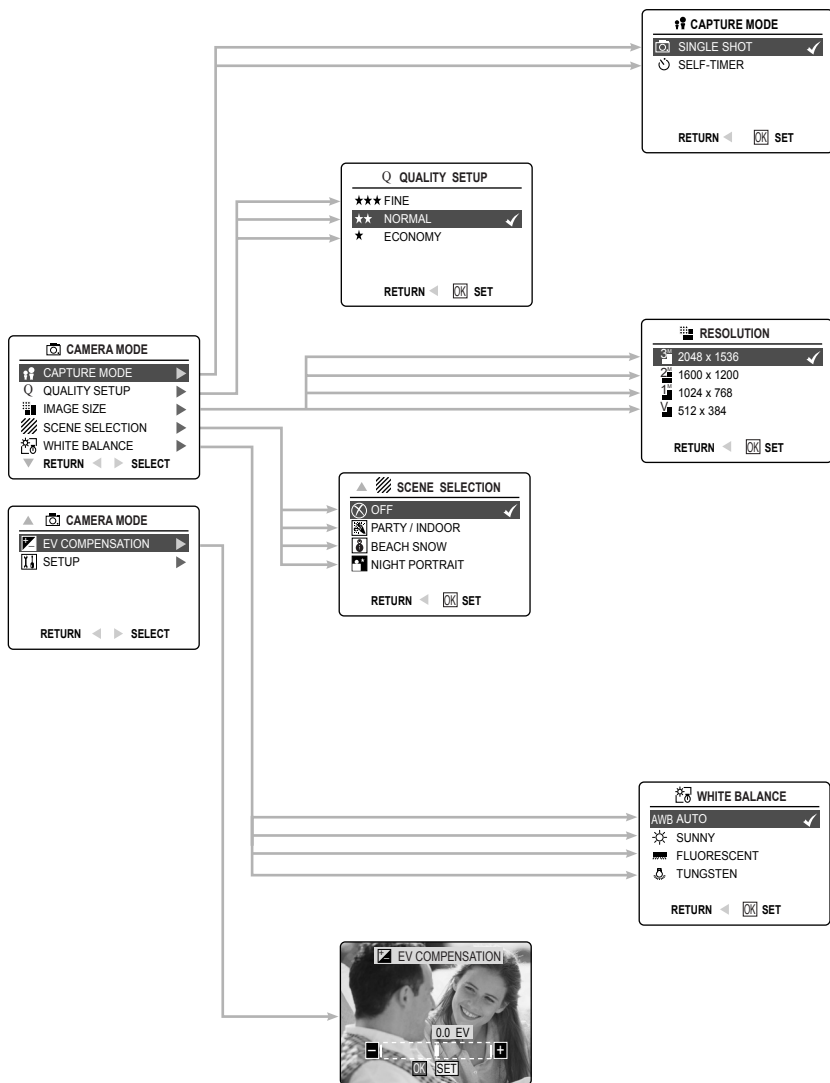 CAPTURE MODE
SINGLE SHOT
SELF-TIMER
RETURN OK SET
Q QUALITY SETUP
FINE
NORMAL
ECONOMY
RETURN OK SET
CAMERA MODE
CAPTURE MODE
Q QUALITY SETUP
IMAGE SIZE
SCENE SELECTION
WHITE BALANCE
RETURN SELECT
RESOLUTION
3M 2048 x 1536
2M 1600 x 1200
1M 1024 x 768
V 512 x 384
RETURN OK SET
SCENE SELECTION
OFF
PARTY / INDOOR
BEACH SNOW
NIGHT PORTRAIT
RETURN OK SET
CAMERA MODE
EV COMPENSATION
SETUP
RETURN SELECT
WHITE BALANCE
AWB AUTO
SUNNY
FLUORESCENT
TUNGSTEN
RETURN OK SET
EV COMPENSATION
0.0 EV
OK SET